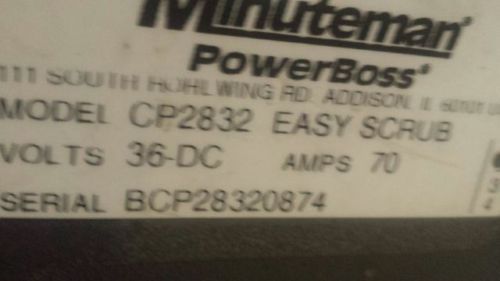 Minuteman®
PowerBoss®
111 SOUTH ROHLWING RD. ADDISON, IL 60101
MODEL CP2832 EASY SCRUB
VOLTS 36-DC AMPS 70
SERIAL BCP28320874